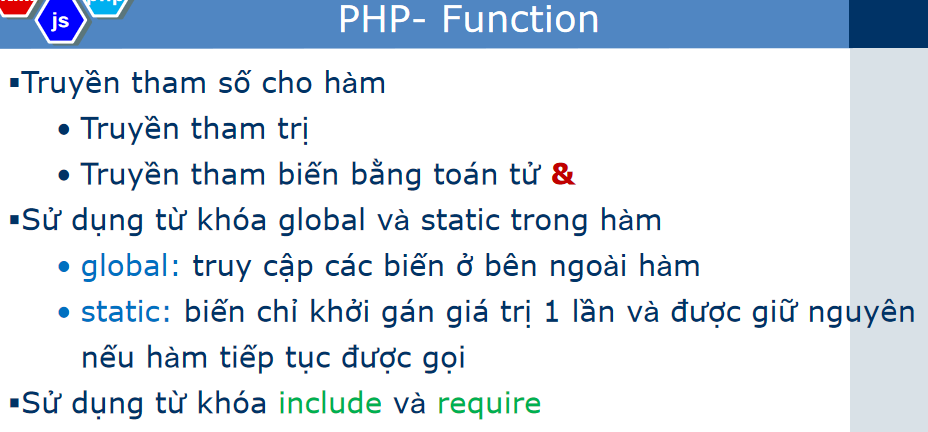 js
PHP- Function
▪Truyền tham số cho hàm
• Truyền tham trị
• Truyền tham biến bằng toán tử &
▪Sử dụng từ khóa global và static trong hàm
• global: truy cập các biến ở bên ngoài hàm
• static: biến chỉ khởi gán giá trị 1 lần và được giữ nguyên
nếu hàm tiếp tục được gọi
▪Sử dụng từ khóa include và require